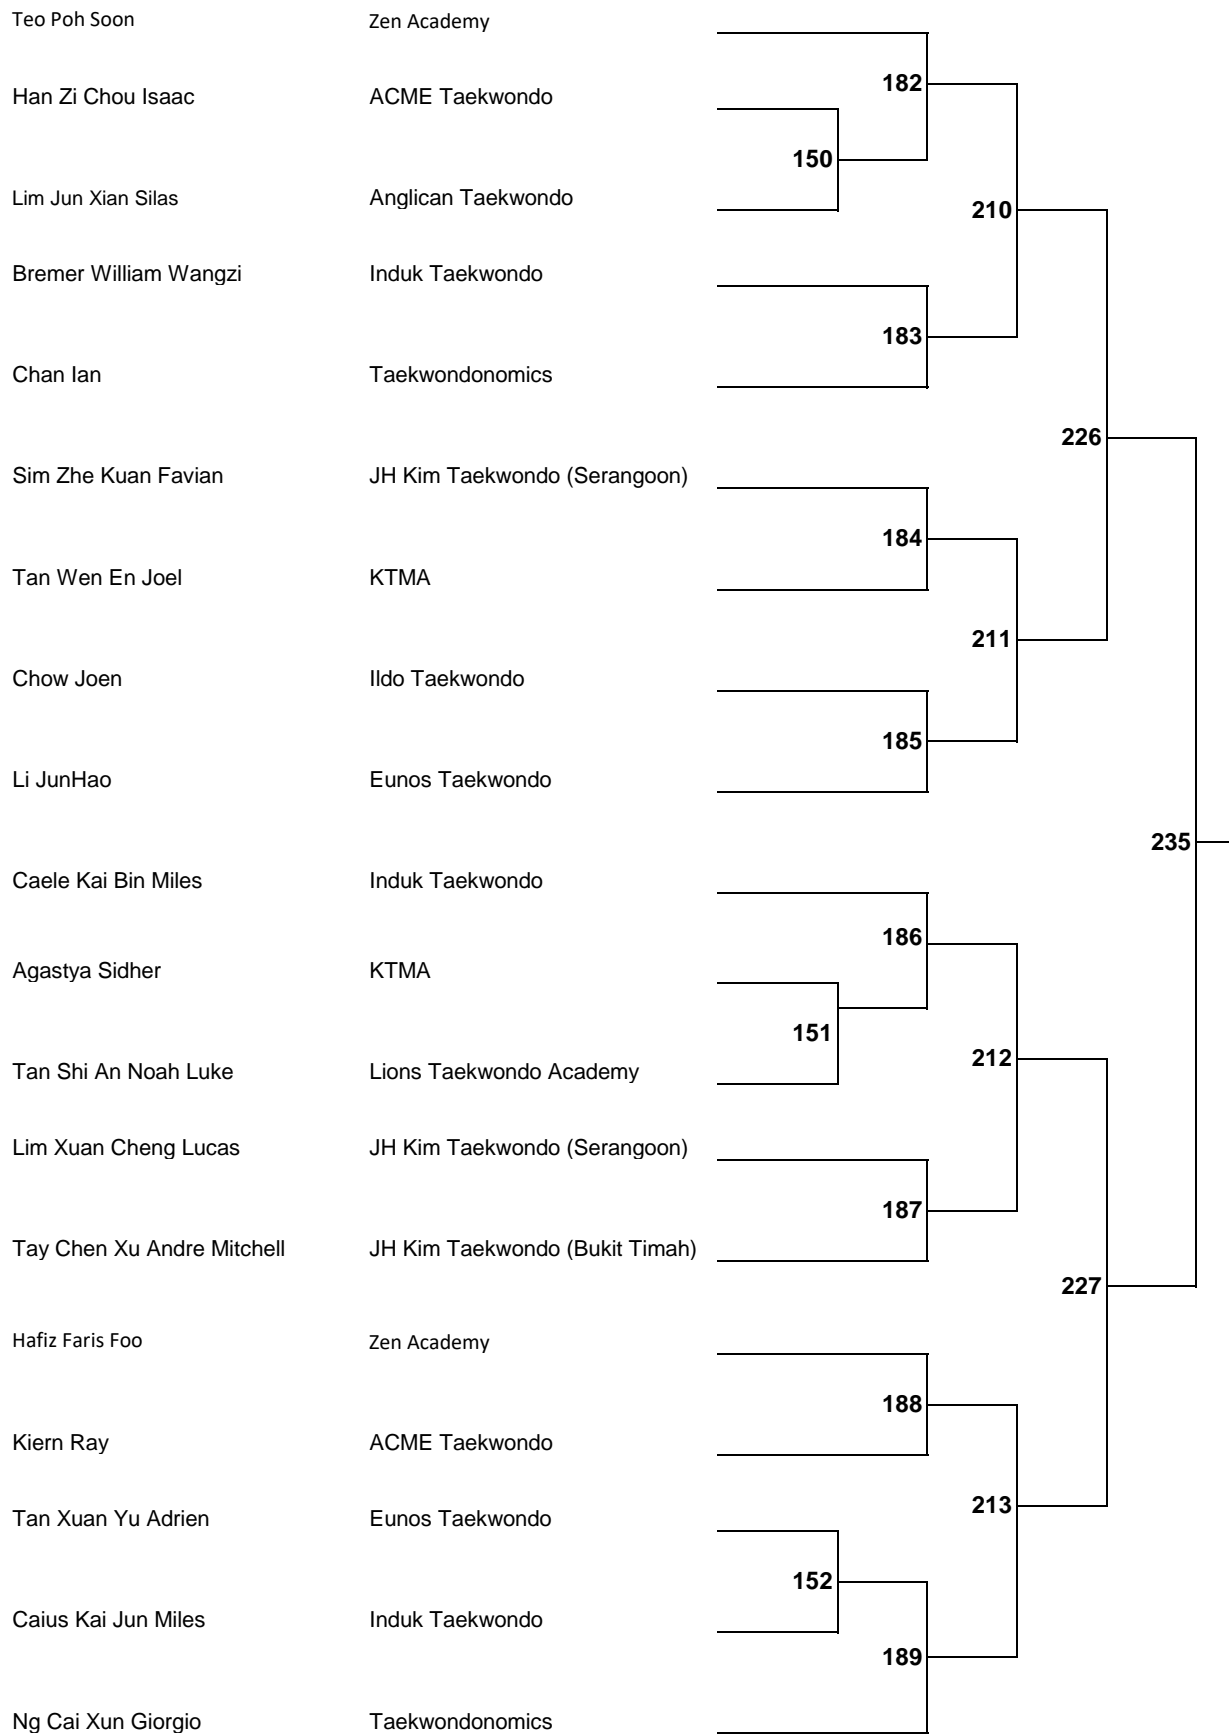 Teo Poh Soon Zen Academy
182
Han Zi Chou Isaac ACME Taekwondo
150
Lim Jun Xian Silas Anglican Taekwondo
210
Bremer William Wangzi Induk Taekwondo
183
Chan Ian Taekwondonomics
226
Sim Zhe Kuan Favian JH Kim Taekwondo (Serangoon)
184
Tan Wen En Joel KTMA
211
Chow Joen Ildo Taekwondo
185
Li JunHao Eunos Taekwondo
235
Caele Kai Bin Miles Induk Taekwondo
186
Agastya Sidher KTMA
151
212
Tan Shi An Noah Luke Lions Taekwondo Academy
Lim Xuan Cheng Lucas JH Kim Taekwondo (Serangoon)
187
Tay Chen Xu Andre Mitchell JH Kim Taekwondo (Bukit Timah)
227
Hafiz Faris Foo Zen Academy
188
Kiern Ray ACME Taekwondo
213
Tan Xuan Yu Adrien Eunos Taekwondo
152
Caius Kai Jun Miles Induk Taekwondo
189
Ng Cai Xun Giorgio Taekwondonomics